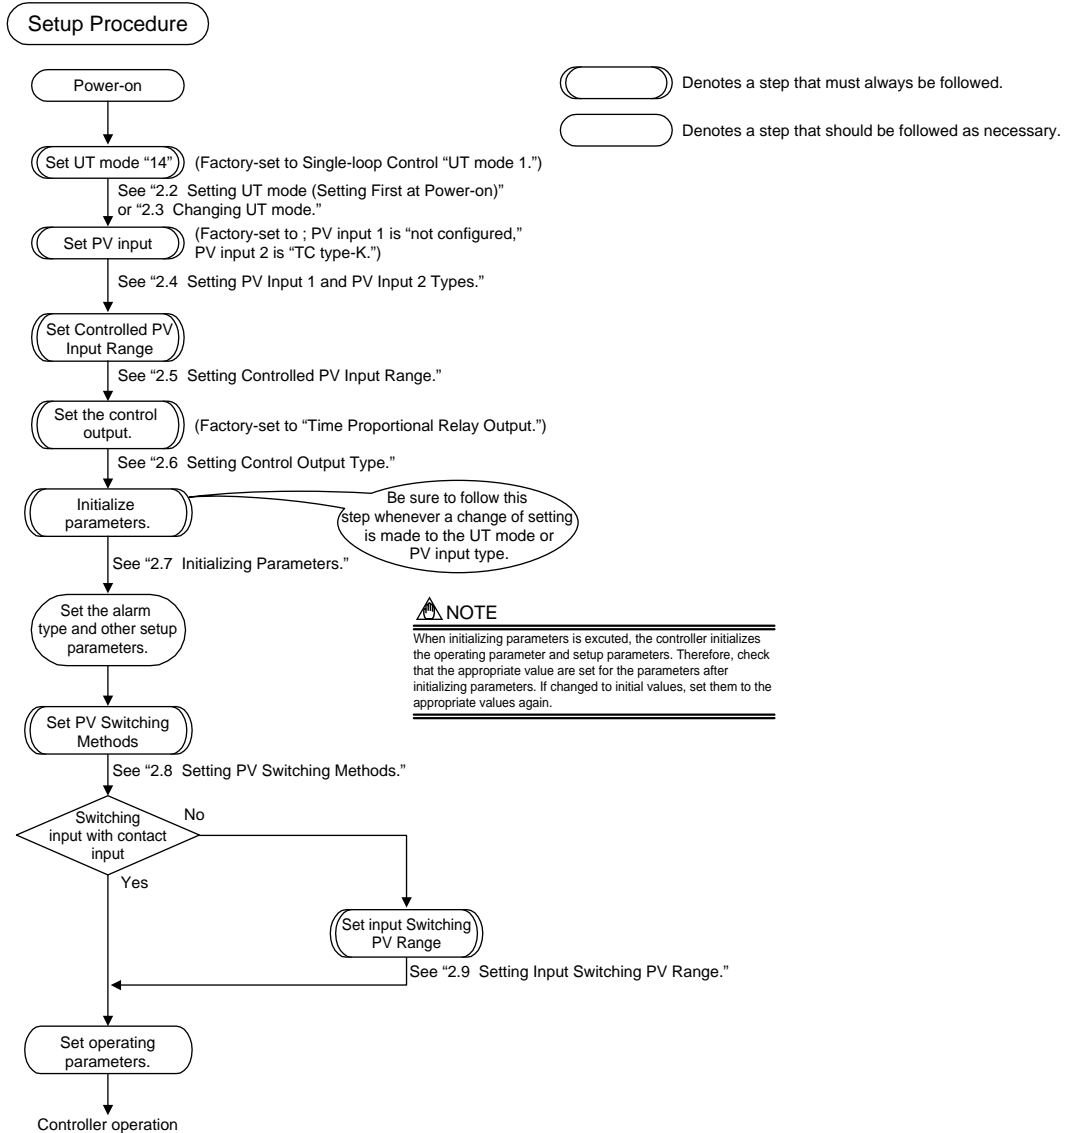 Setup Procedure
Power-on
Denotes a step that must always be followed.
Denotes a step that should be followed as necessary.
Set UT mode “14”
(Factory-set to Single-loop Control “UT mode 1.”)
See “2.2 Setting UT mode (Setting First at Power-on)”
or “2.3 Changing UT mode.”
Set PV input
(Factory-set to ; PV input 1 is “not configured,”
PV input 2 is “TC type-K.”)
See “2.4 Setting PV Input 1 and PV Input 2 Types.”
Set Controlled PV
Input Range
See “2.5 Setting Controlled PV Input Range.”
Set the control
output.
(Factory-set to “Time Proportional Relay Output.”)
See “2.6 Setting Control Output Type.”
Initialize
parameters.
Be sure to follow this
step whenever a change of setting
is made to the UT mode or
PV input type.
See “2.7 Initializing Parameters.”
Set the alarm
type and other setup
parameters.
NOTE
When initializing parameters is excuted, the controller initializes
the operating parameter and setup parameters. Therefore, check
that the appropriate value are set for the parameters after
initializing parameters. If changed to initial values, set them to the
appropriate values again.
Set PV Switching
Methods
See “2.8 Setting PV Switching Methods.”
Switching
input with contact
input
No
Yes
Set input Switching
PV Range
See “2.9 Setting Input Switching PV Range.”
Set operating
parameters.
Controller operation